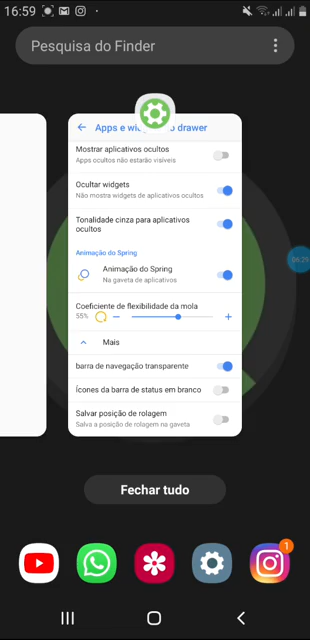 16:59
Pesquisa do Finder
Apps e wid drawer
Mostrar aplicativos ocultos
Apps ocultos não estarão visíveis
Ocultar widgets
Não mostra widgets de aplicativos ocultos
Tonalidade cinza para aplicativos
ocultos
Animação do Spring
Animação do Spring
Na gaveta de aplicativos
Coeficiente de flexibilidade da mola
55%
Mais
barra de navegação transparente
Ícones da barra de status em branco
Salvar posição de rolagem
Salva a posição de rolagem na gaveta
Fechar tudo
1